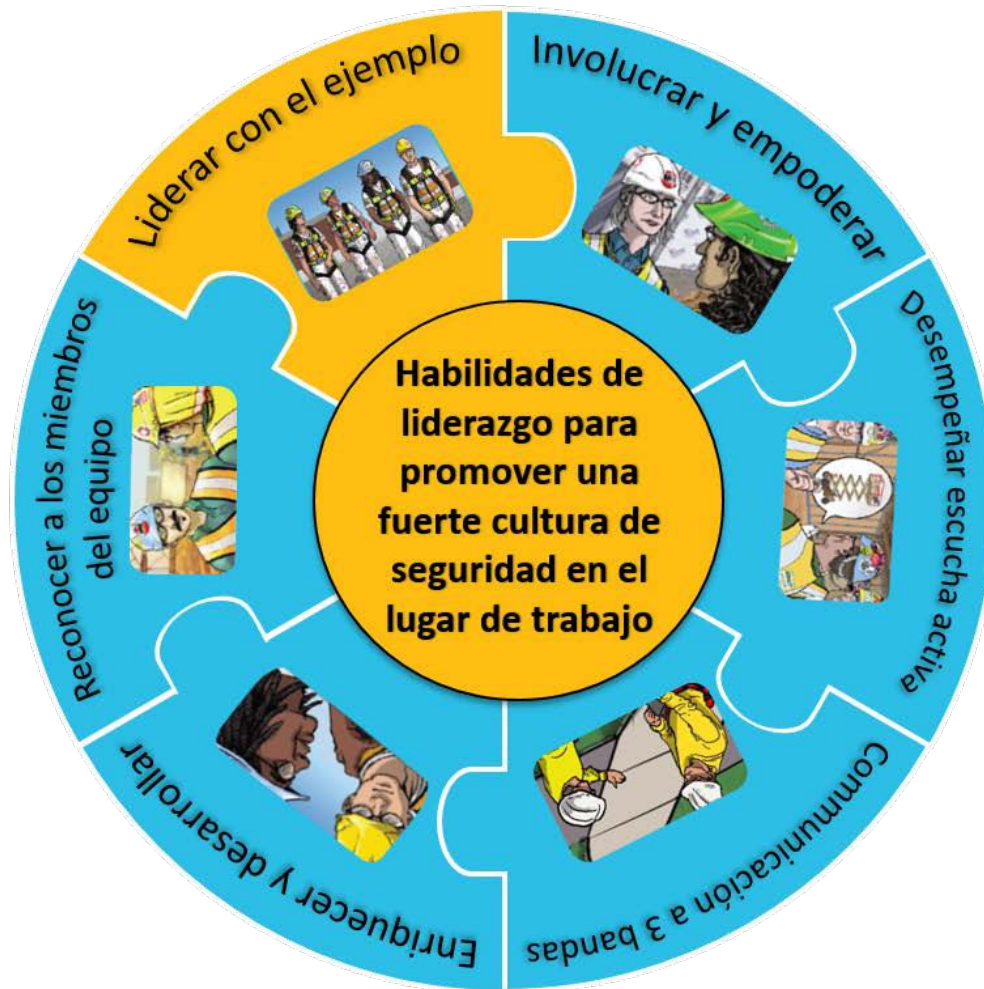 Liderar con el ejemplo
Involucrar y empoderar
Desempeñar escucha activa
Communicación a 3 bandas
Enriquecer y desarrollar
Reconocer a los miembros
del equipo
Habilidades de
liderazgo para
promover una
fuerte cultura de
seguridad en el
lugar de trabajo